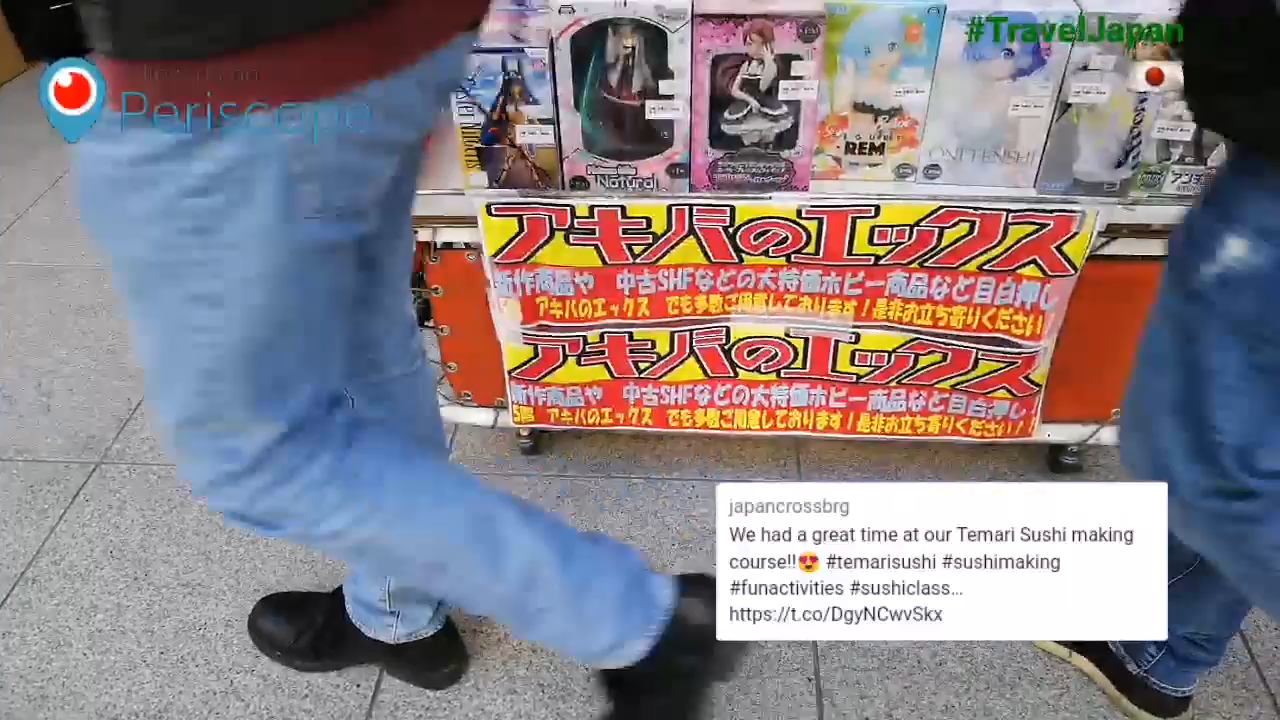 #TravelJapan
Periscope
Natural
REM
ONI TENSHI
アキバのエックス
新作商品や 中古SHFなどの大特価ホビー商品など目白押し
アキバのエックス でも多数ご用意しております！是非お立ち寄りください
アキバのエックス
新作商品や 中古SHFなどの大特価ホビー商品など目白押し！
アキバのエックス でも多数ご用意しております！是非お立ち寄りください！！
japancrossbrg
We had a great time at our Temari Sushi making
course!!😍 #temarisushi #sushimaking
#funactivities #sushiclass…
https://t.co/DgyNCwvSkx